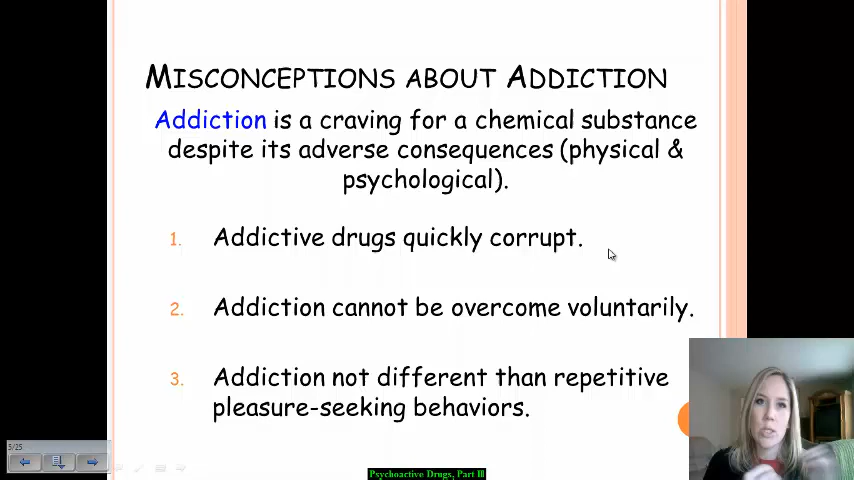 MISCONCEPTIONS ABOUT ADDICTION
Addiction is a craving for a chemical substance
despite its adverse consequences (physical &
psychological).
1. Addictive drugs quickly corrupt.
2. Addiction cannot be overcome voluntarily.
3. Addiction not different than repetitive
pleasure-seeking behaviors.
5/25
Psychoactive Drugs, Part III